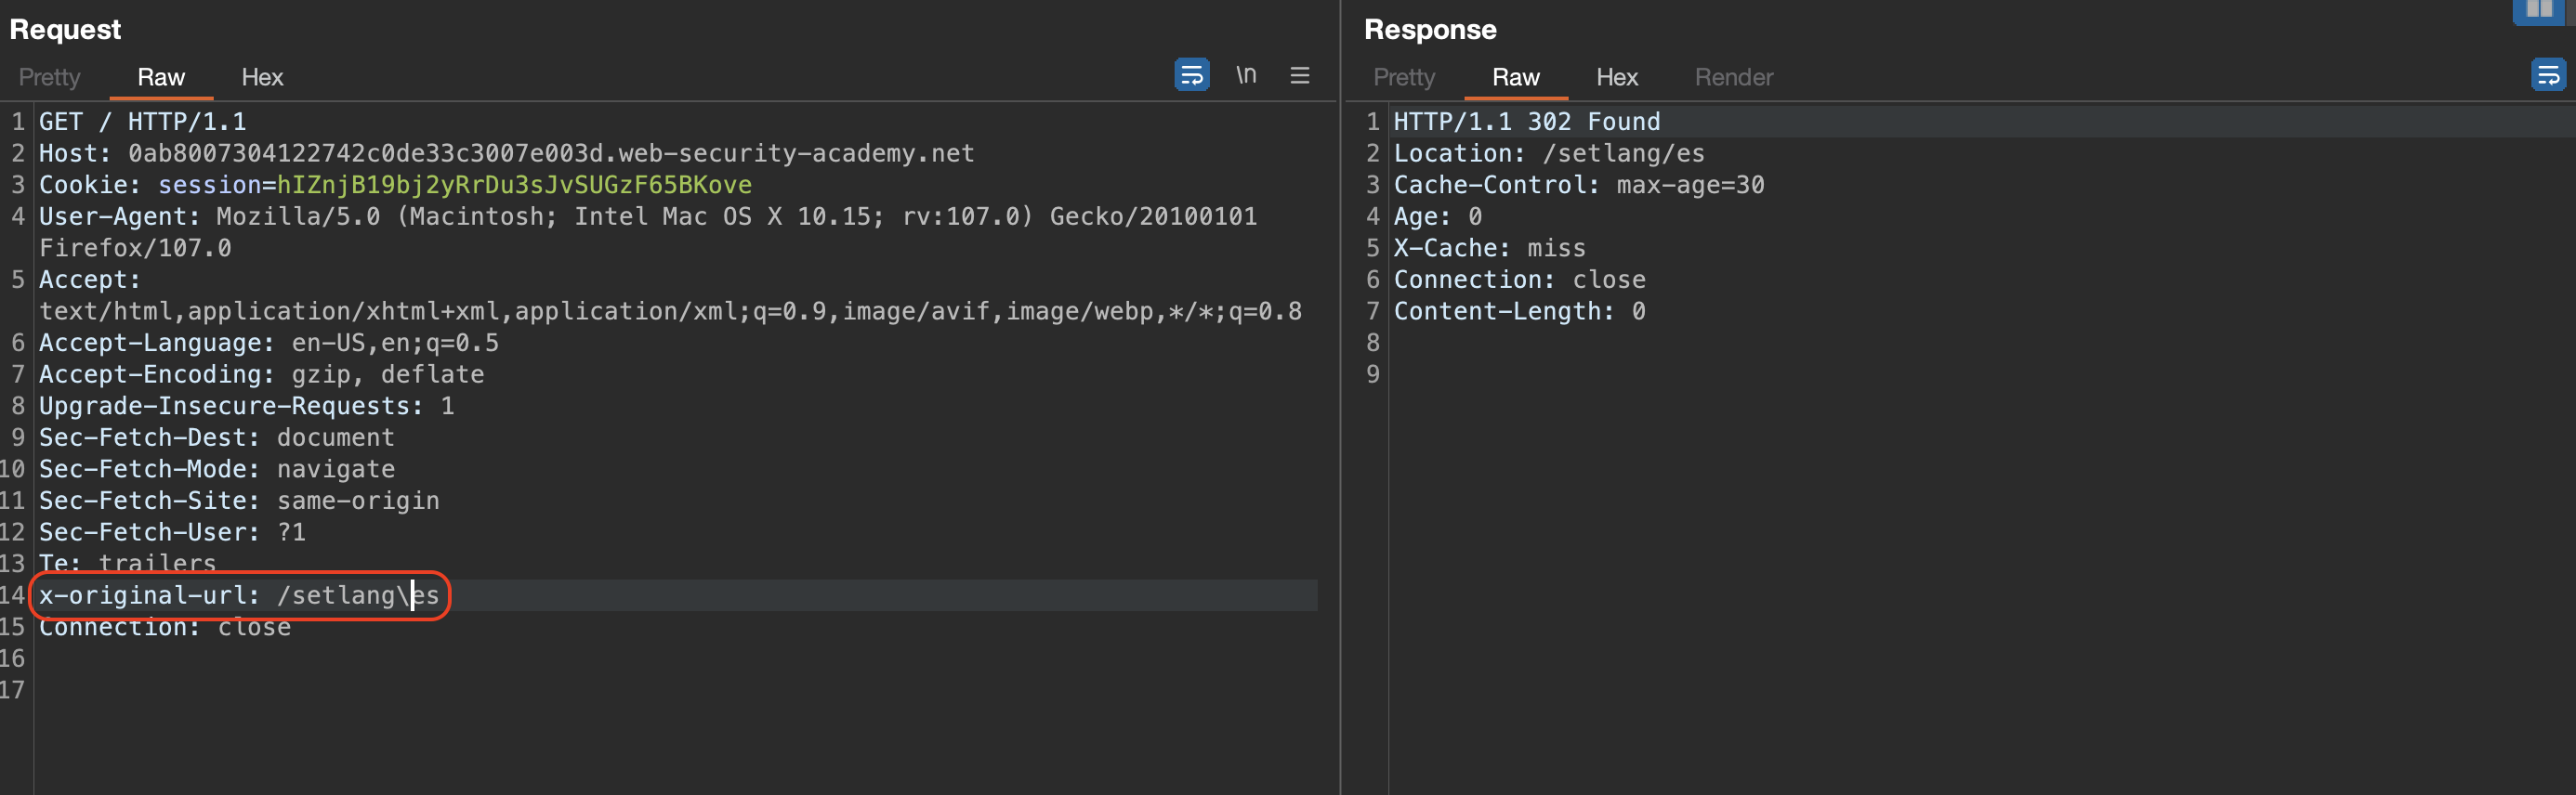 Request
Pretty Raw Hex \n
1 GET / HTTP/1.1
2 Host: 0ab8007304122742c0de33c3007e003d.web-security-academy.net
3 Cookie: session=hIZnjB19bj2yRrDu3sJvSUGzF65BKove
4 User-Agent: Mozilla/5.0 (Macintosh; Intel Mac OS X 10.15; rv:107.0) Gecko/20100101
Firefox/107.0
5 Accept:
text/html,application/xhtml+xml,application/xml;q=0.9,image/avif,image/webp,*/*;q=0.8
6 Accept-Language: en-US,en;q=0.5
7 Accept-Encoding: gzip, deflate
8 Upgrade-Insecure-Requests: 1
9 Sec-Fetch-Dest: document
10 Sec-Fetch-Mode: navigate
11 Sec-Fetch-Site: same-origin
12 Sec-Fetch-User: ?1
13 Te: trailers
14 x-original-url: /setlang\es
15 Connection: close
16
17
Response
Pretty Raw Hex Render
1 HTTP/1.1 302 Found
2 Location: /setlang/es
3 Cache-Control: max-age=30
4 Age: 0
5 X-Cache: miss
6 Connection: close
7 Content-Length: 0
8
9